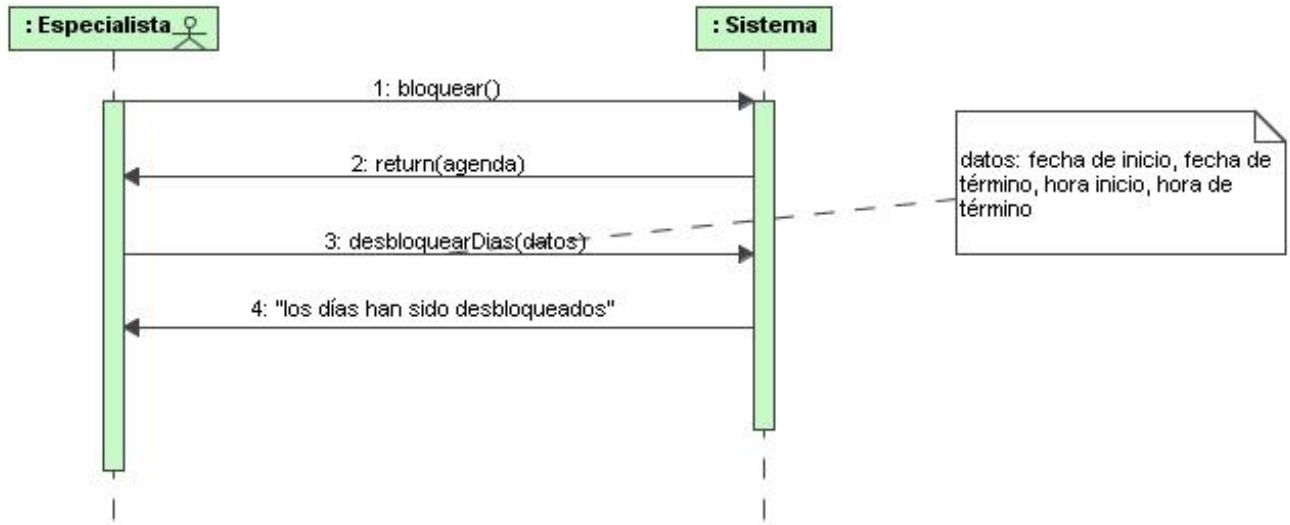 : Especialista
: Sistema
1: bloquear()
2: return(agenda)
datos: fecha de inicio, fecha de
término, hora inicio, hora de
término
3: desbloquearDias(datos)
4: "los días han sido desbloqueados"